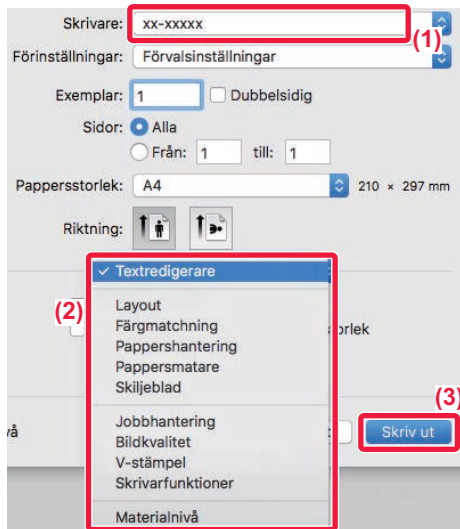 Skrivare: xx-xxxxx
(1)
Förinställningar: Förvalsinställningar
Exemplar: 1 Dubbelsidig
Sidor: Alla
Från: 1 till: 1
Pappersstorlek: A4 210 × 297 mm
Riktning:
✓ Textredigerare
(2)
Layout
Färgmatchning
Pappershantering
Pappersmatare
Skiljeblad
(3)
Jobbhantering
Bildkvalitet
V-stämpel
Skrivarfunktioner
Skriv ut
Materialnivå